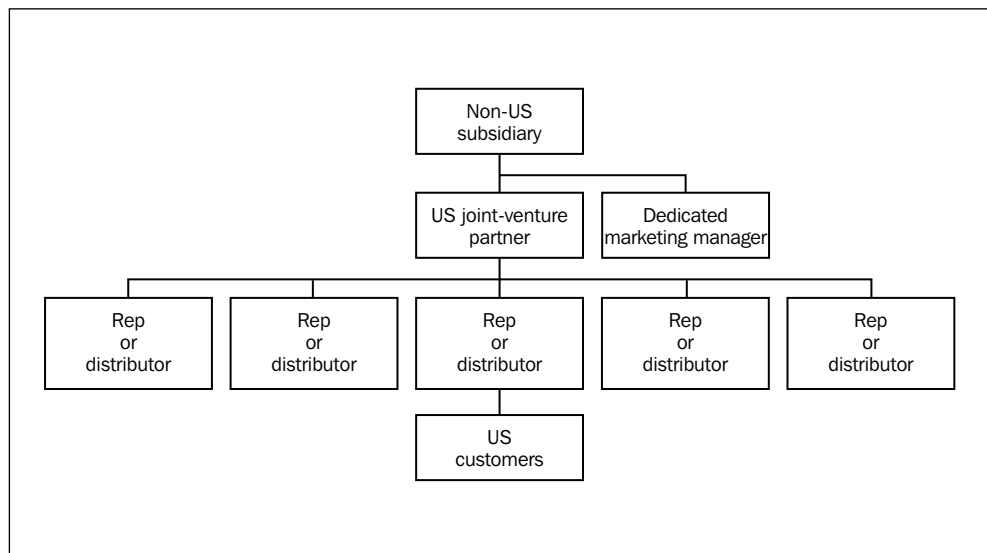 Non-US
subsidiary
US joint-venture
partner
Dedicated
marketing manager
Rep
or
distributor
Rep
or
distributor
Rep
or
distributor
Rep
or
distributor
Rep
or
distributor
US
customers